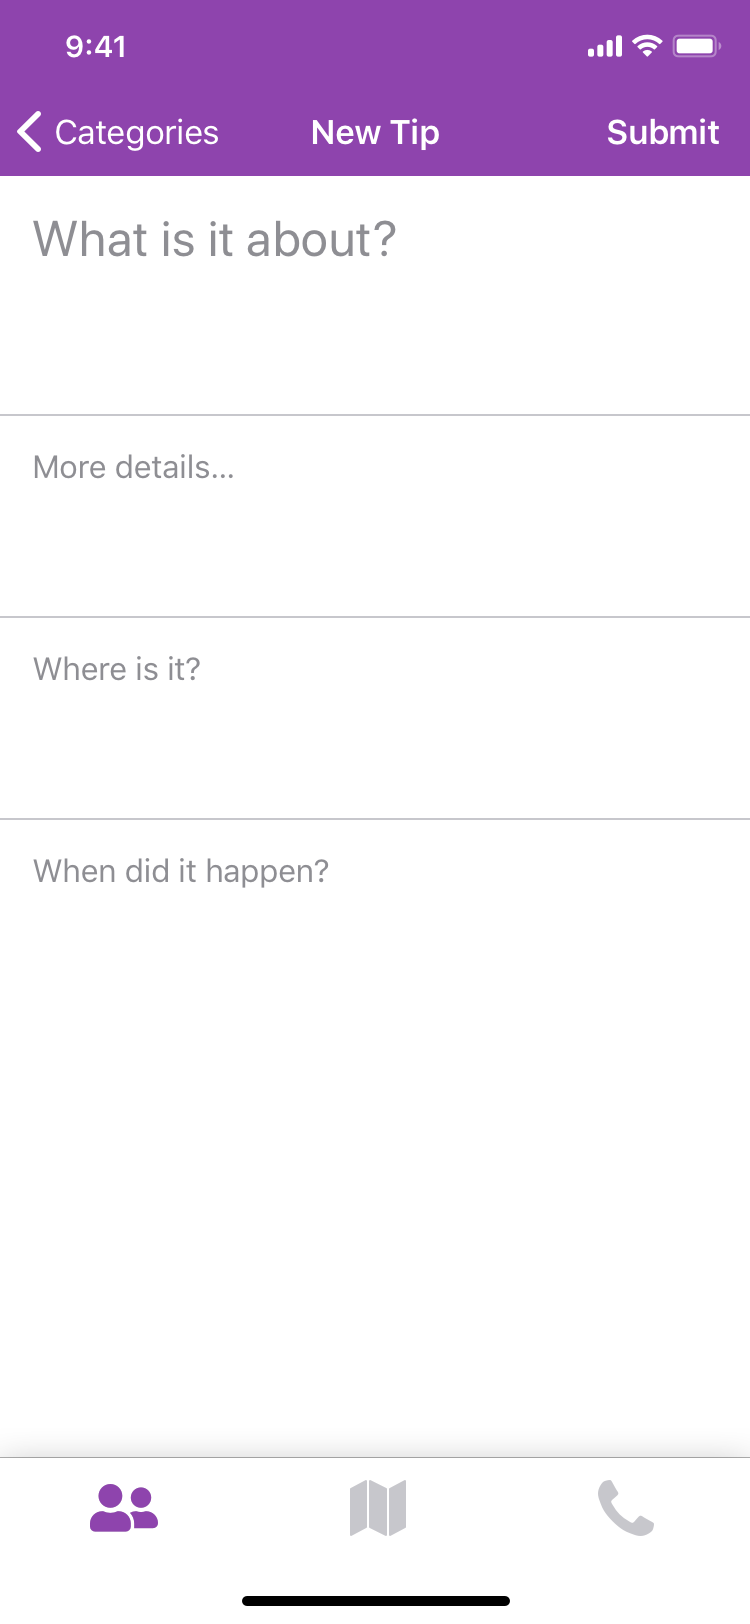 9:41
Categories
New Tip
Submit
What is it about?
More details...
Where is it?
When did it happen?